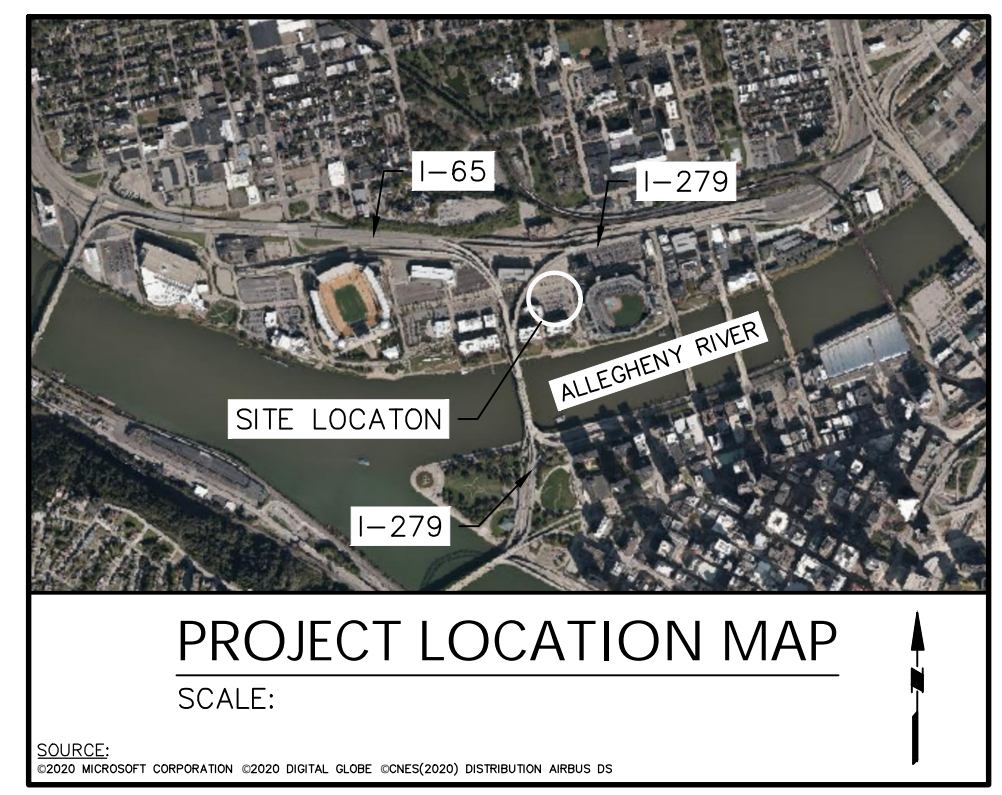 I-65
I-279
ALLEGHENY RIVER
SITE LOCATON
I-279
PROJECT LOCATION MAP
SCALE:
N
SOURCE:
©2020 MICROSOFT CORPORATION ©2020 DIGITAL GLOBE ©CNES(2020) DISTRIBUTION AIRBUS DS